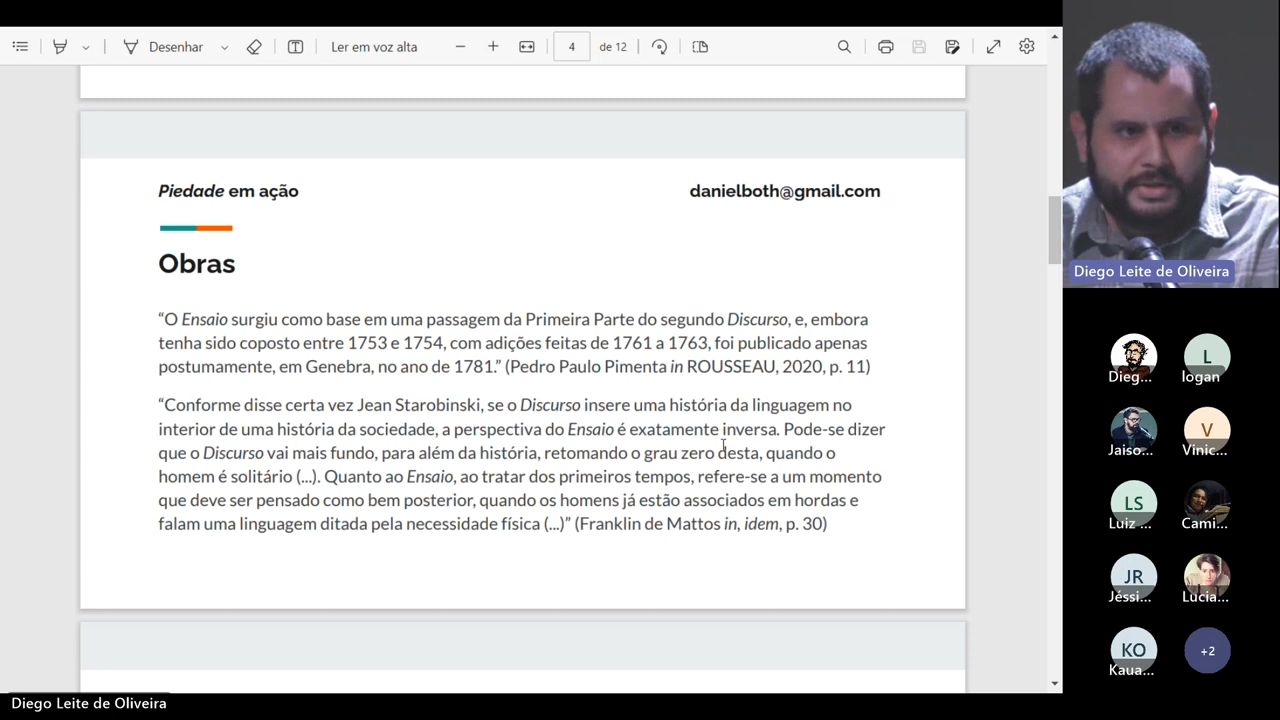 Desenhar
Ler em voz alta
4
de 12
Piedade em ação
danielboth@gmail.com
Obras
“O Ensaio surgiu como base em uma passagem da Primeira Parte do segundo Discurso, e, embora
tenha sido coposto entre 1753 e 1754, com adições feitas de 1761 a 1763, foi publicado apenas
postumamente, em Genebra, no ano de 1781.” (Pedro Paulo Pimenta in ROUSSEAU, 2020, p. 11)
“Conforme disse certa vez Jean Starobinski, se o Discurso insere uma história da linguagem no
interior de uma história da sociedade, a perspectiva do Ensaio é exatamente inversa. Pode-se dizer
que o Discurso vai mais fundo, para além da história, retomando o grau zero desta, quando o
homem é solitário (...). Quanto ao Ensaio, ao tratar dos primeiros tempos, refere-se a um momento
que deve ser pensado como bem posterior, quando os homens já estão associados em hordas e
falam uma linguagem ditada pela necessidade física (...)” (Franklin de Mattos in, idem, p. 30)
Diego Leite de Oliveira
Dieg...
L
logan
Jaiso...
V
Vinic...
LS
Luiz ...
Cami...
JR
Jéssi...
Lucia...
KO
Kaua...
+2
Diego Leite de Oliveira